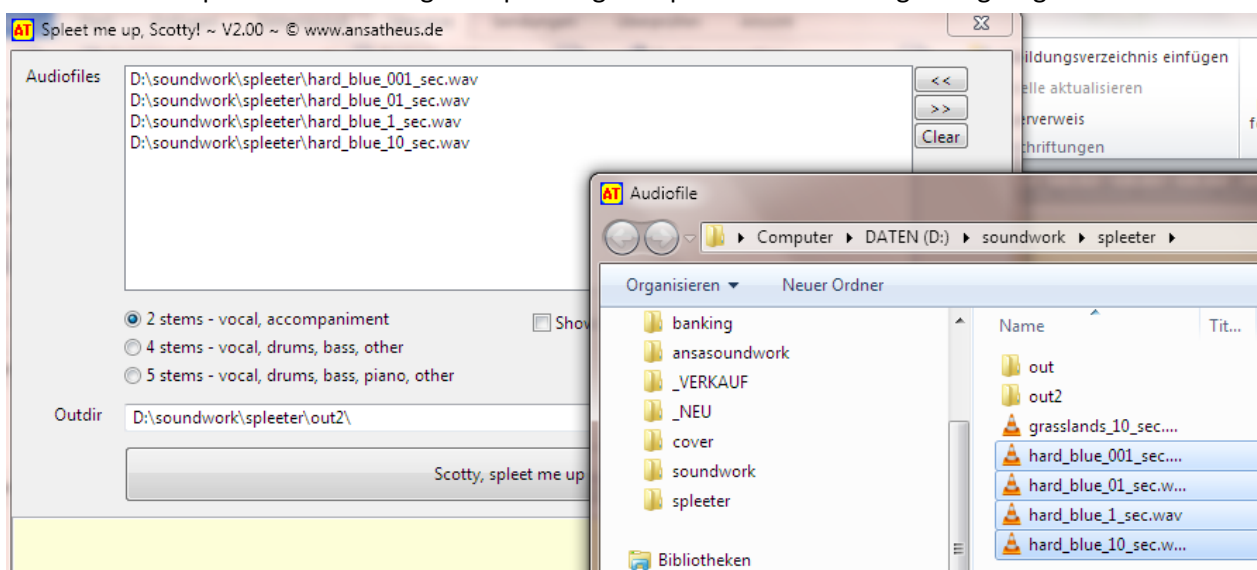 AT Spleet me up, Scotty! ~ V2.00 ~ © www.ansatheus.de
Audiofiles
D:\soundwork\spleeter\hard_blue_001_sec.wav
D:\soundwork\spleeter\hard_blue_01_sec.wav
D:\soundwork\spleeter\hard_blue_1_sec.wav
D:\soundwork\spleeter\hard_blue_10_sec.wav
<<
>>
Clear
2 stems - vocal, accompaniment
Show
4 stems - vocal, drums, bass, other
5 stems - vocal, drums, bass, piano, other
Outdir
D:\soundwork\spleeter\out2\
Scotty, spleet me up
ildungsverzeichnis einfügen
elle aktualisieren
erverweis
chriftungen
AT Audiofile
Computer DATEN (D:) soundwork spleeter
Organisieren Neuer Ordner
banking
ansasoundwork
_VERKAUF
_NEU
cover
soundwork
spleeter
Bibliotheken
Name Tit...
out
out2
grasslands_10_sec....
hard_blue_001_sec....
hard_blue_01_sec.w...
hard_blue_1_sec.wav
hard_blue_10_sec.w...